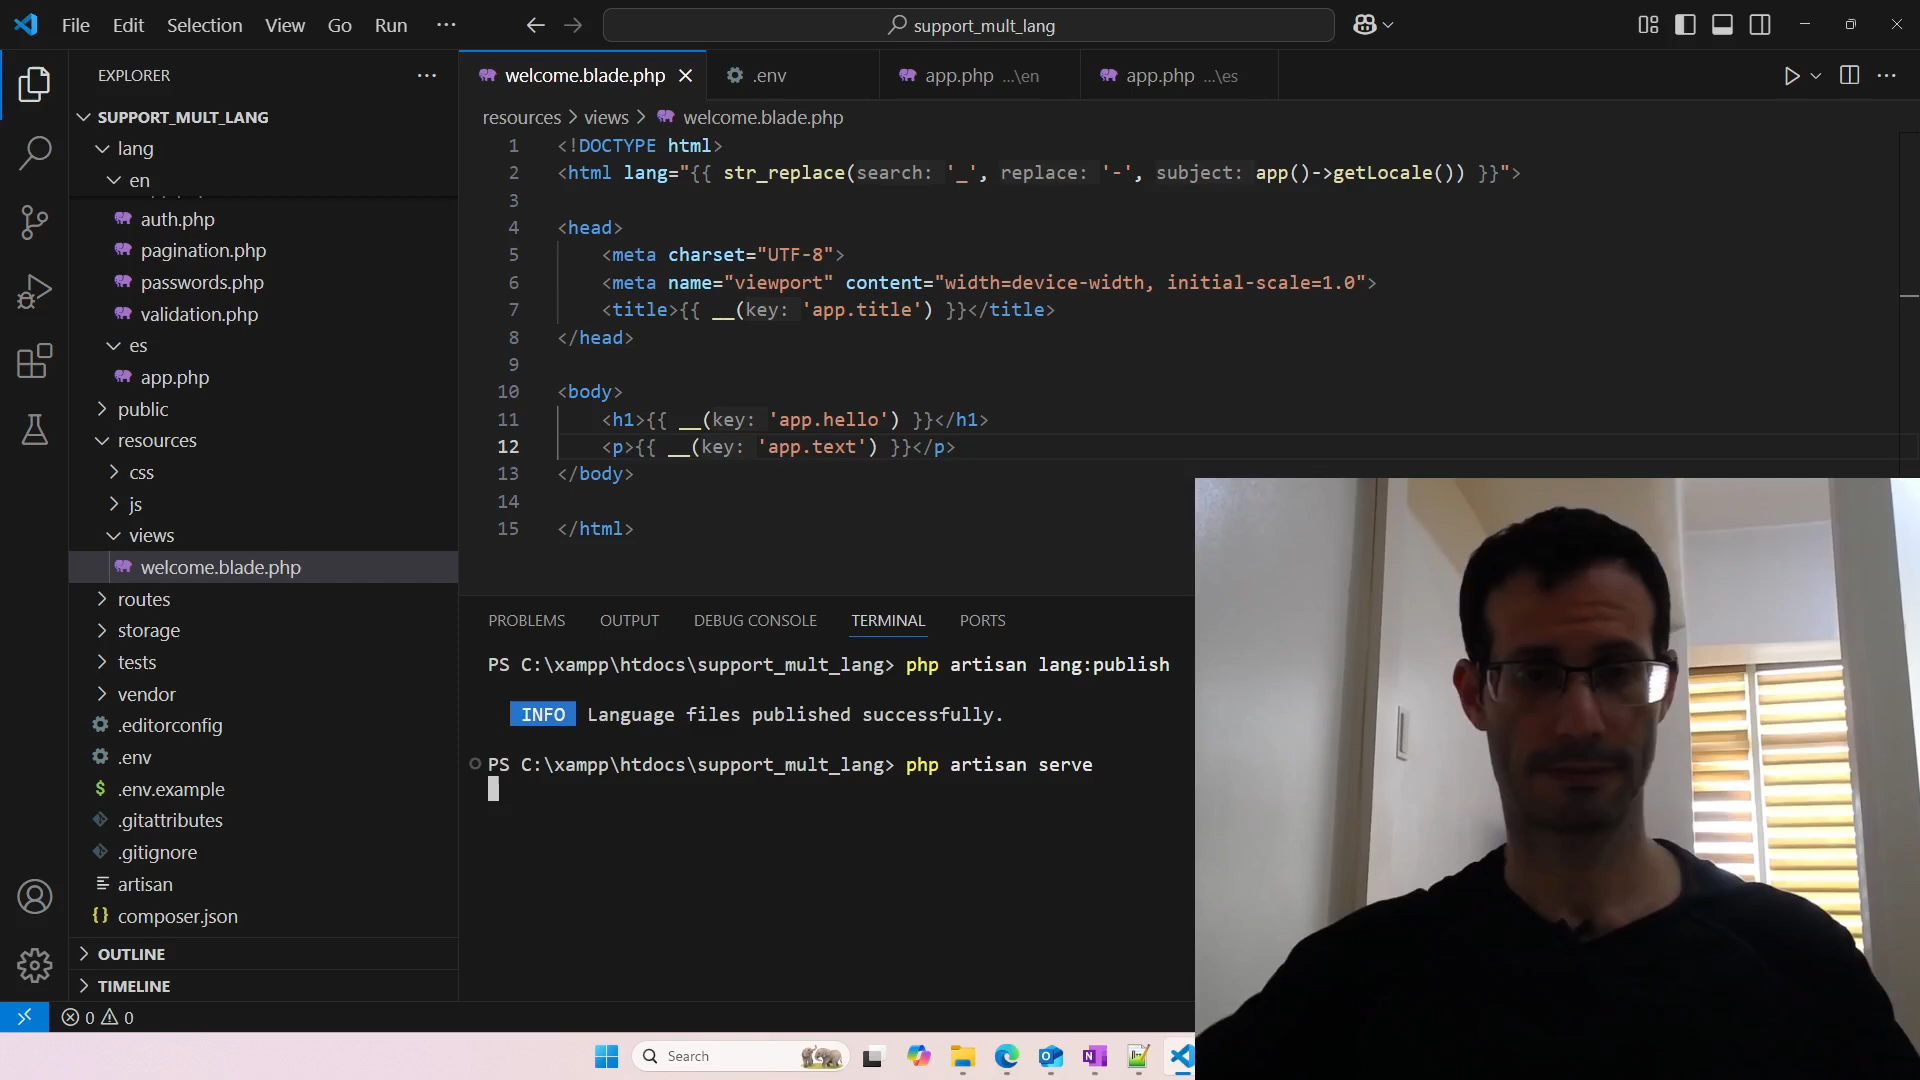 File Edit Selection View Go Run ··· support_mult_lang
EXPLORER
SUPPORT_MULT_LANG
lang
en
auth.php
pagination.php
passwords.php
validation.php
es
app.php
public
resources
css
js
views
welcome.blade.php
routes
storage
tests
vendor
.editorconfig
.env
.env.example
.gitattributes
.gitignore
artisan
composer.json
OUTLINE
TIMELINE
welcome.blade.php .env app.php ...\en app.php ...\es
resources > views > welcome.blade.php
1 <!DOCTYPE html>
2 <html lang="{{ str_replace(search: '_', replace: '-', subject: app()->getLocale()) }}">
3
4 <head>
5 <meta charset="UTF-8">
6 <meta name="viewport" content="width=device-width, initial-scale=1.0">
7 <title>{{ __(key: 'app.title') }}</title>
8 </head>
9
10 <body>
11 <h1>{{ __(key: 'app.hello') }}</h1>
12 <p>{{ __(key: 'app.text') }}</p>
13 </body>
14
15 </html>
PROBLEMS OUTPUT DEBUG CONSOLE TERMINAL PORTS
PS C:\xampp\htdocs\support_mult_lang> php artisan lang:publish
INFO Language files published successfully.
PS C:\xampp\htdocs\support_mult_lang> php artisan serve
0 0
Search